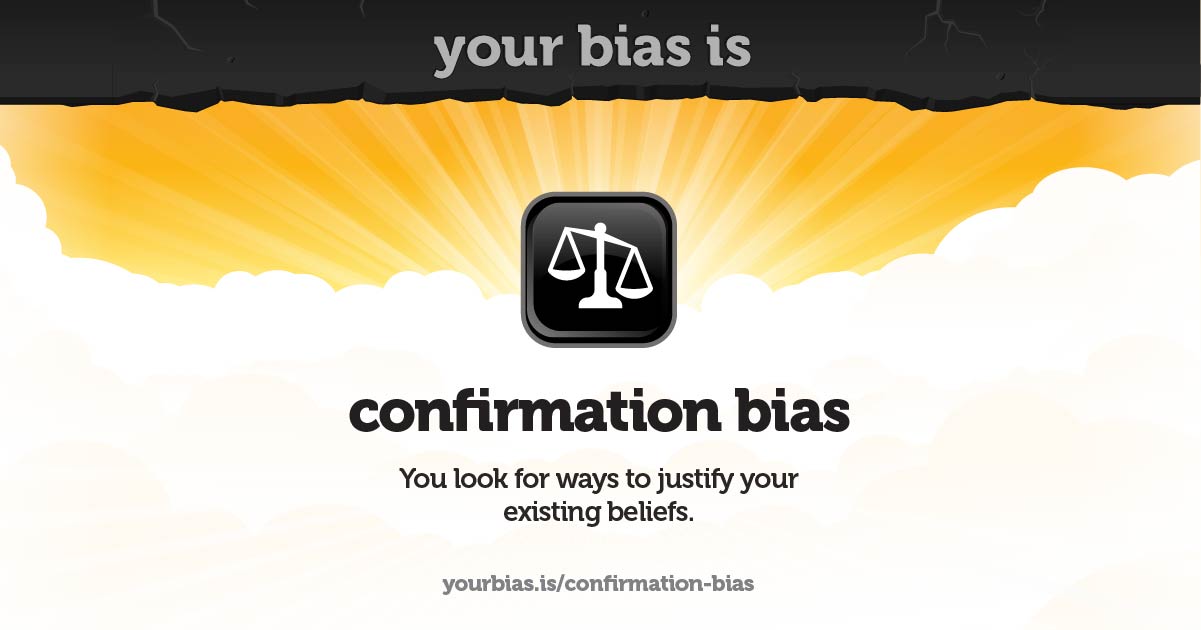 your bias is
confirmation bias
You look for ways to justify your
existing beliefs.
yourbias.is/confirmation-bias